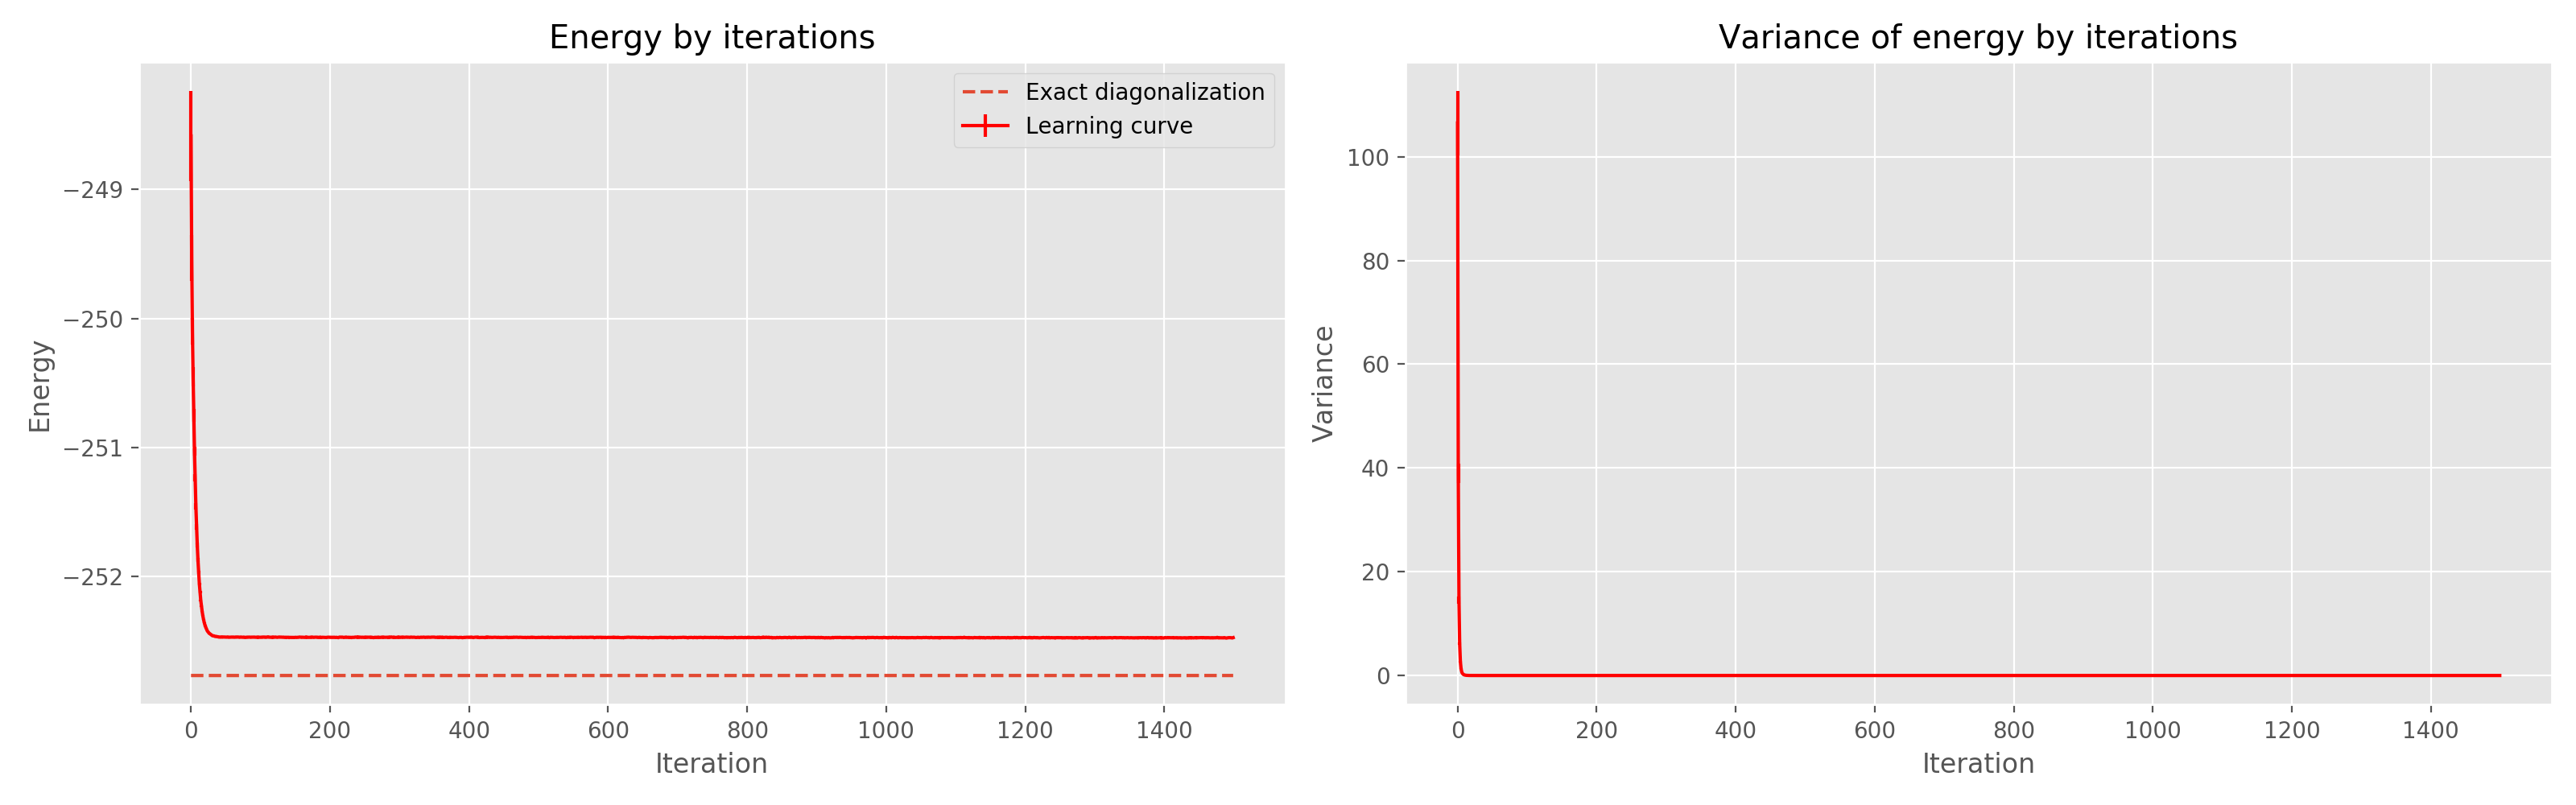 Energy by iterations
Exact diagonalization
Learning curve
−249
−250
−251
−252
Energy
0 200 400 600 800 1000 1200 1400
Iteration
Variance of energy by iterations
100
80
60
40
20
0
Variance
0 200 400 600 800 1000 1200 1400
Iteration